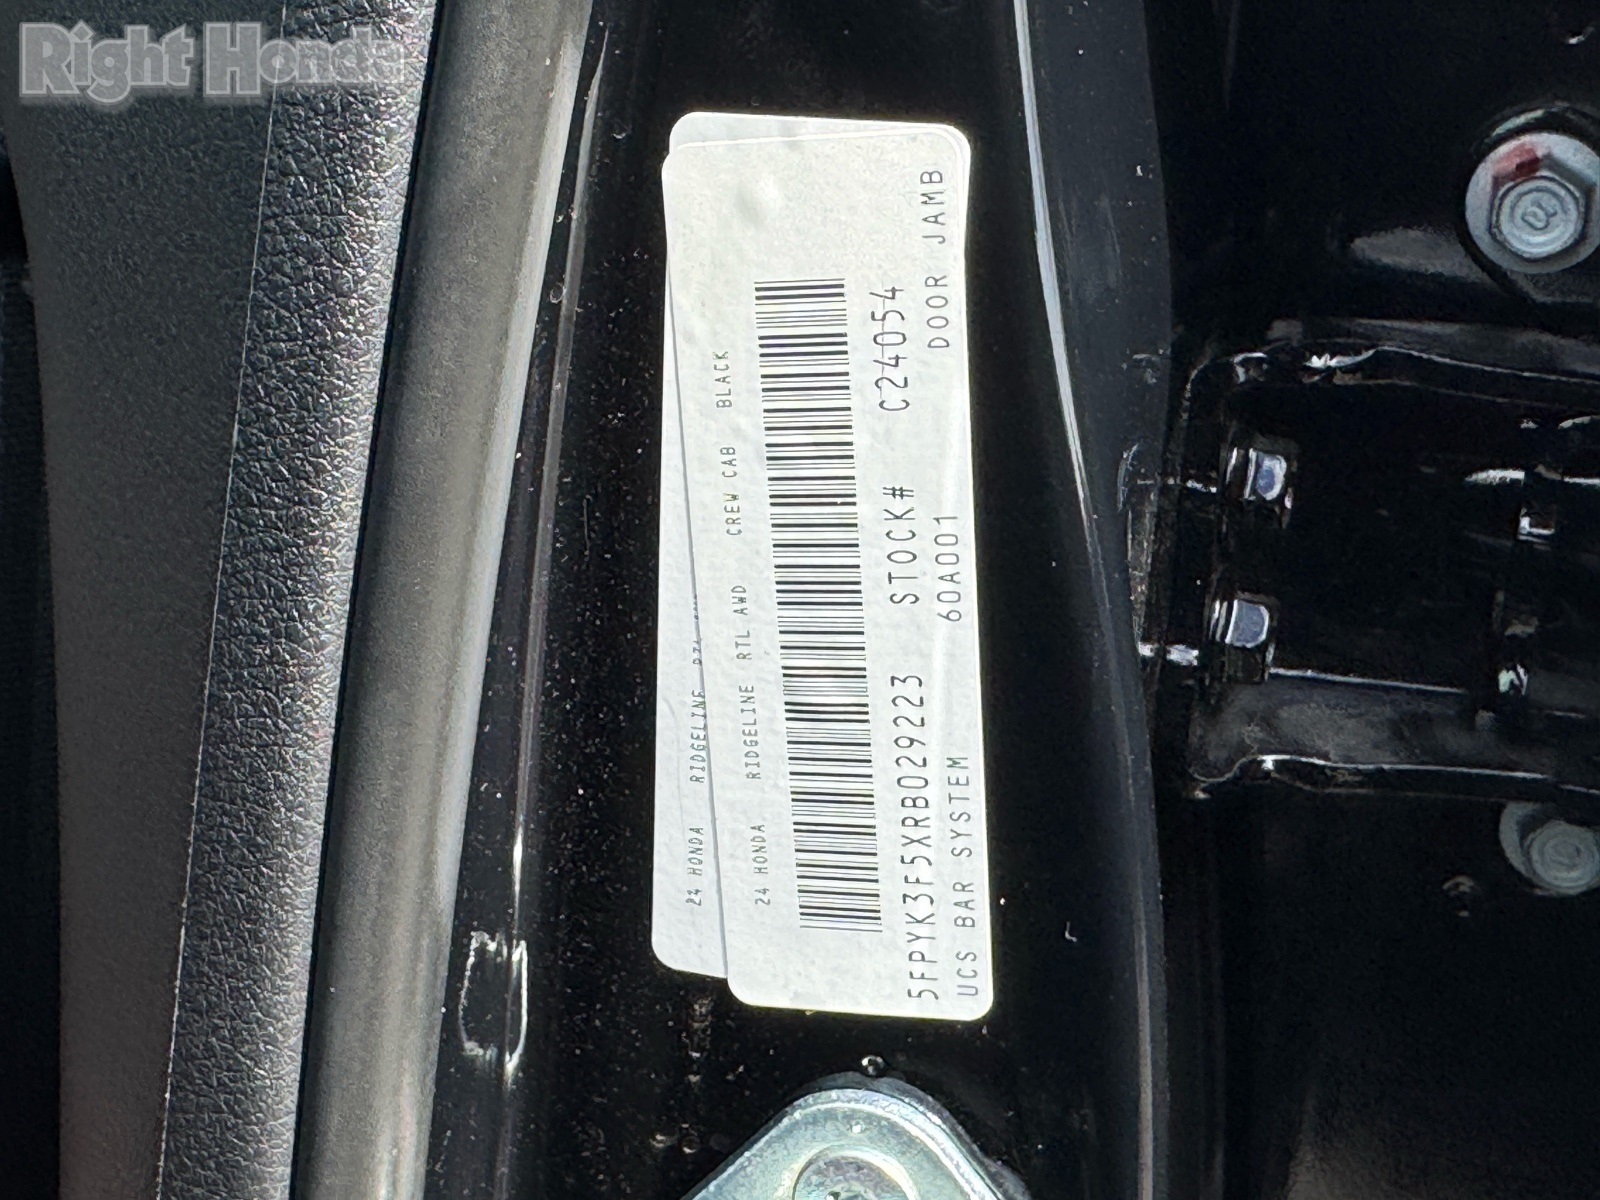 Right Honda
24 HONDA RIDGELINE
24 HONDA RIDGELINE RTL AWD CREW CAB BLACK
5FPYK3F5XRB029223 STOCK# C24054
UCS BAR SYSTEM 60A001 DOOR JAMB